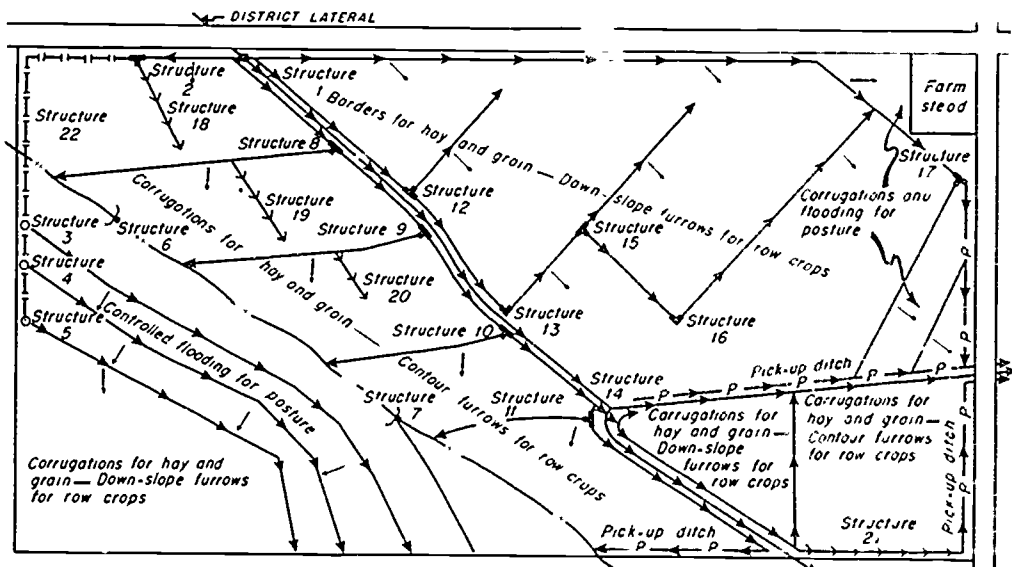 DISTRICT LATERAL
Structure
2
Structure
1
Borders for hay and grain — Down-slope furrows for row crops
Farm
stead
Structure
18
Structure
22
Structure 8
Structure
17
Structure
12
Corrugations and
flooding for
pasture
Structure
19
Corrugations for hay and grain —
Contour furrows for row crops
Structure
3
Structure
6
Structure 9
Structure
15
Structure
4
Structure
20
Structure
5
Controlled flooding for pasture
Structure
10
Structure
13
Structure
16
Pick-up ditch
P P P P P P P
Structure
14
Structure
7
Structure
11
Corrugations for
hay and grain—
Down-slope
furrows for
row crops
Corrugations for
hay and grain—
Contour furrows
for row crops
Pick-up ditch
P P P P P
Corrugations for hay and
grain — Down-slope furrows
for row crops
Structure
21
Pick-up ditch
P P P P